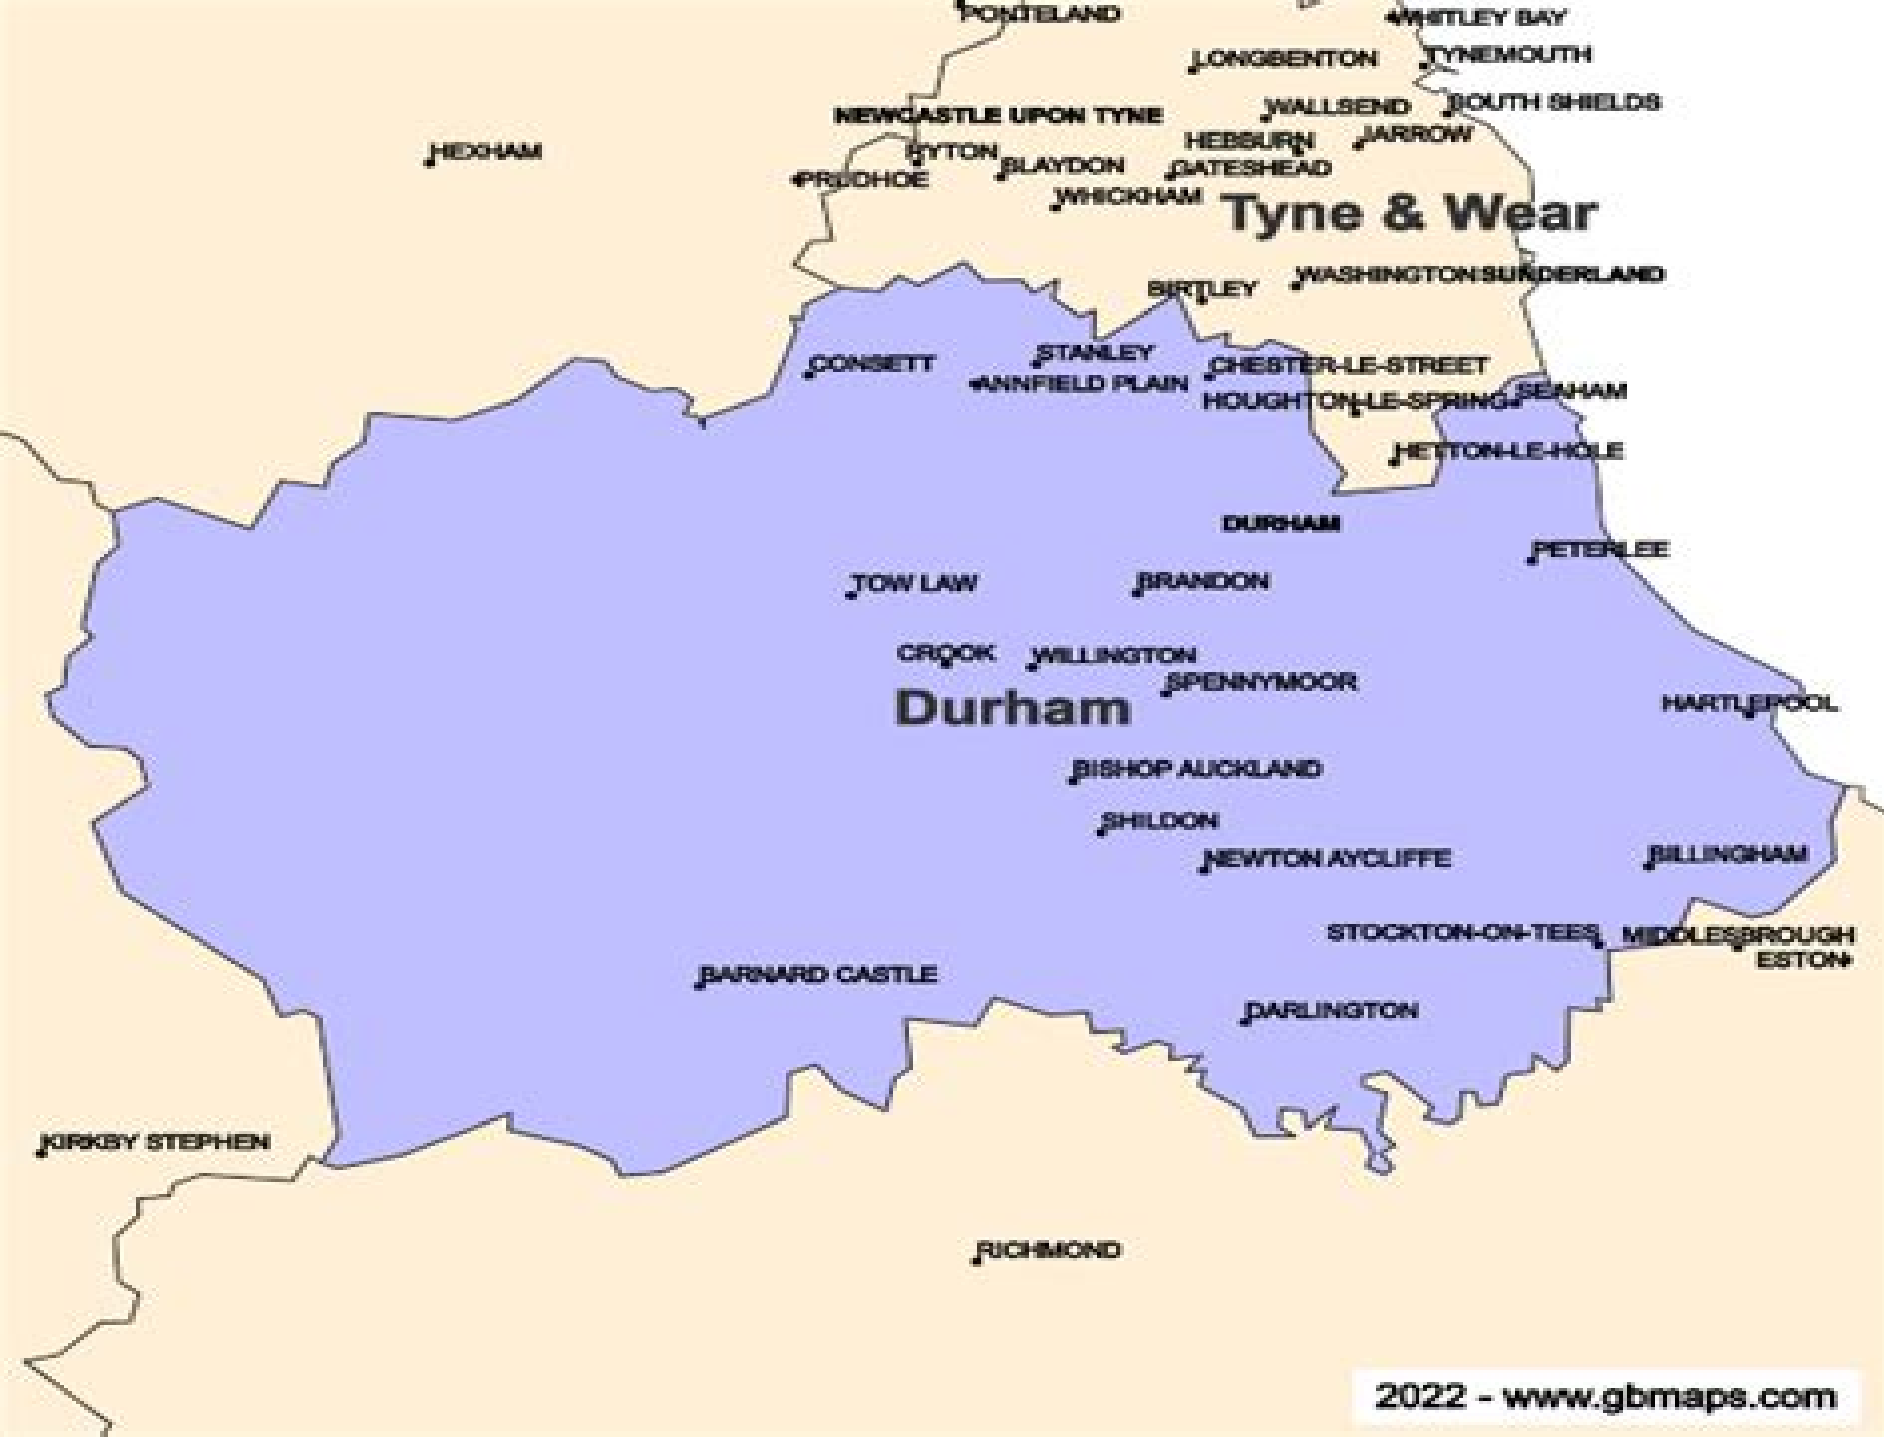 PONTELAND
WHITLEY BAY
LONGBENTON
TYNEMOUTH
NEWCASTLE UPON TYNE
WALLSEND
SOUTH SHIELDS
HEBBURN
JARROW
HEXHAM
RYTON
BLAYDON
GATESHEAD
PRUDHOE
WHICKHAM
Tyne & Wear
BIRTLEY
WASHINGTON
SUNDERLAND
CONSETT
STANLEY
CHESTER-LE-STREET
ANNFIELD PLAIN
HOUGHTON-LE-SPRING
SEAHAM
HETTON-LE-HOLE
DURHAM
PETERLEE
TOW LAW
BRANDON
CROOK
WILLINGTON
SPENNYMOOR
Durham
HARTLEPOOL
BISHOP AUCKLAND
SHILDON
NEWTON AYCLIFFE
BILLINGHAM
STOCKTON-ON-TEES
MIDDLESBROUGH
ESTON
BARNARD CASTLE
DARLINGTON
KIRKBY STEPHEN
RICHMOND
2022 - www.gbmaps.com